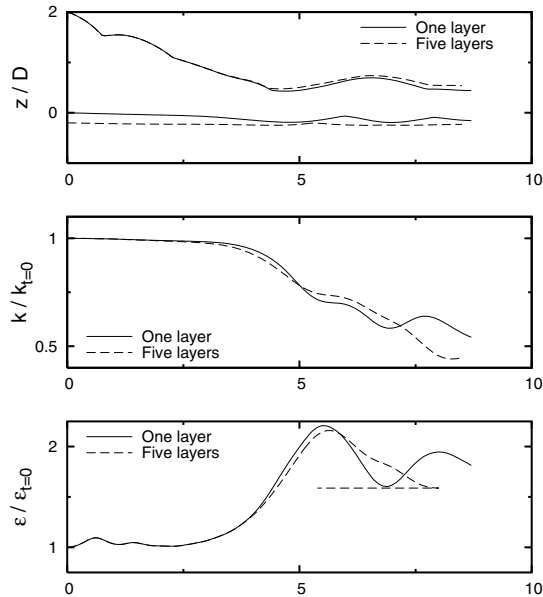 2
1
0
z / D
One layer
Five layers
0
5
10
1
0.5
k / k_{t=0}
One layer
Five layers
0
5
10
2
1
ε / ε_{t=0}
One layer
Five layers
0
5
10